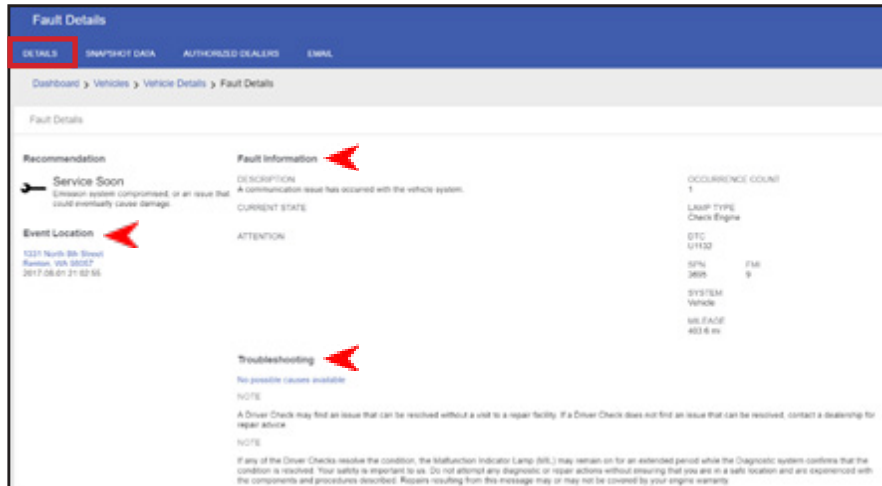 Fault Details
DETAILS SNAPSHOT DATA AUTHORIZED DEALERS EMAIL
Dashboard > Vehicles > Vehicle Details > Fault Details
Fault Details
Recommendation
Service Soon
Emission system compromised, or an issue that
could eventually cause damage.
Event Location
1331 North 8th Street
Renton, WA 98057
2017-08-01 21:02:55
Fault Information
DESCRIPTION
A communication issue has occurred with the vehicle system.
CURRENT STATE
ATTENTION
OCCURRENCE COUNT
1
LAMP TYPE
Check Engine
DTC
U1132
SPN FMI
3695 9
SYSTEM
Vehicle
MILEAGE
403.6 mi
Troubleshooting
No possible causes available
NOTE
A Driver Check may find an issue that can be resolved without a visit to a repair facility. If a Driver Check does not find an issue that can be resolved, contact a dealership for
repair advice
NOTE
If any of the Driver Checks resolve the condition, the Malfunction Indicator Lamp (MIL) may remain on for an extended period while the Diagnostic system confirms that the
condition is resolved. Your safety is important to us. Do not attempt any diagnostic or repair actions without ensuring that you are in a safe location and are experienced with
the components and procedures described. Repairs resulting from this message may or may not be covered by your engine warranty.